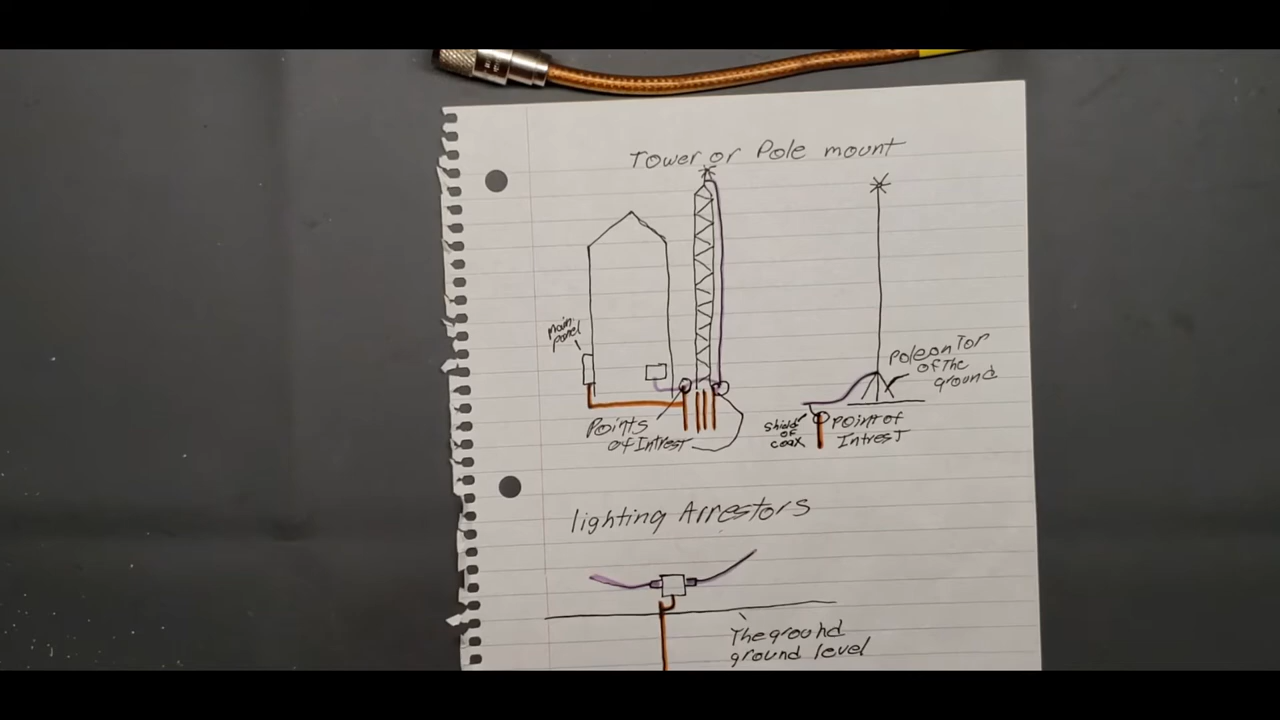 Tower or Pole mount
main
panel
Points
of Intrest
Pole on Top
of the
ground
shield
of
coax
Point of
Intrest
lighting Arrestors
The ground
ground level